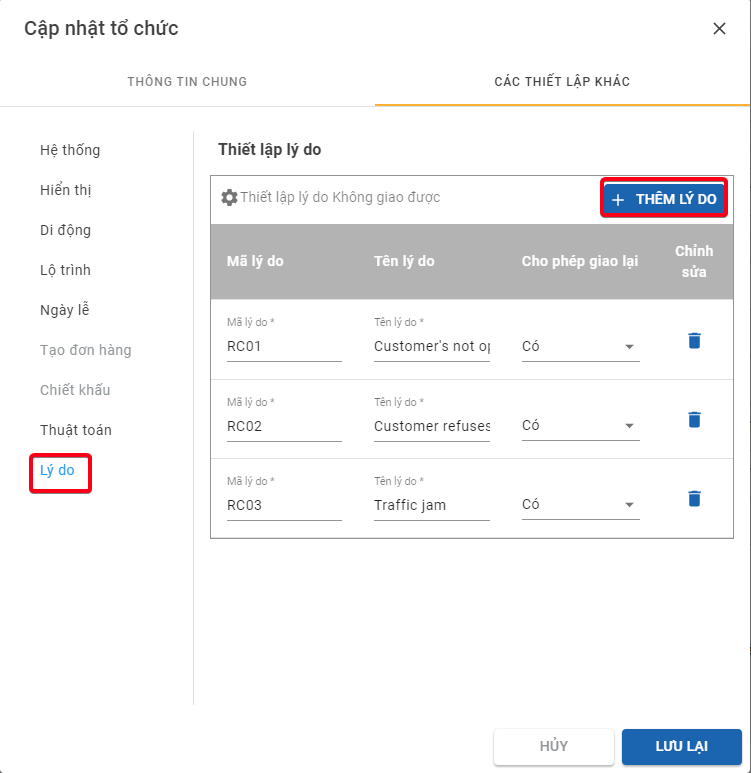 Cập nhật tổ chức
THÔNG TIN CHUNG
CÁC THIẾT LẬP KHÁC
Hệ thống
Hiển thị
Di động
Lộ trình
Ngày lễ
Tạo đơn hàng
Chiết khấu
Thuật toán
Lý do
Thiết lập lý do
Thiết lập lý do Không giao được
+ THÊM LÝ DO
Mã lý do Tên lý do Cho phép giao lại Chỉnh sửa
Mã lý do * Tên lý do *
RC01 Customer's not Có
Mã lý do * Tên lý do *
RC02 Customer refuses Có
Mã lý do * Tên lý do *
RC03 Traffic jam Có
HỦY LƯU LẠI